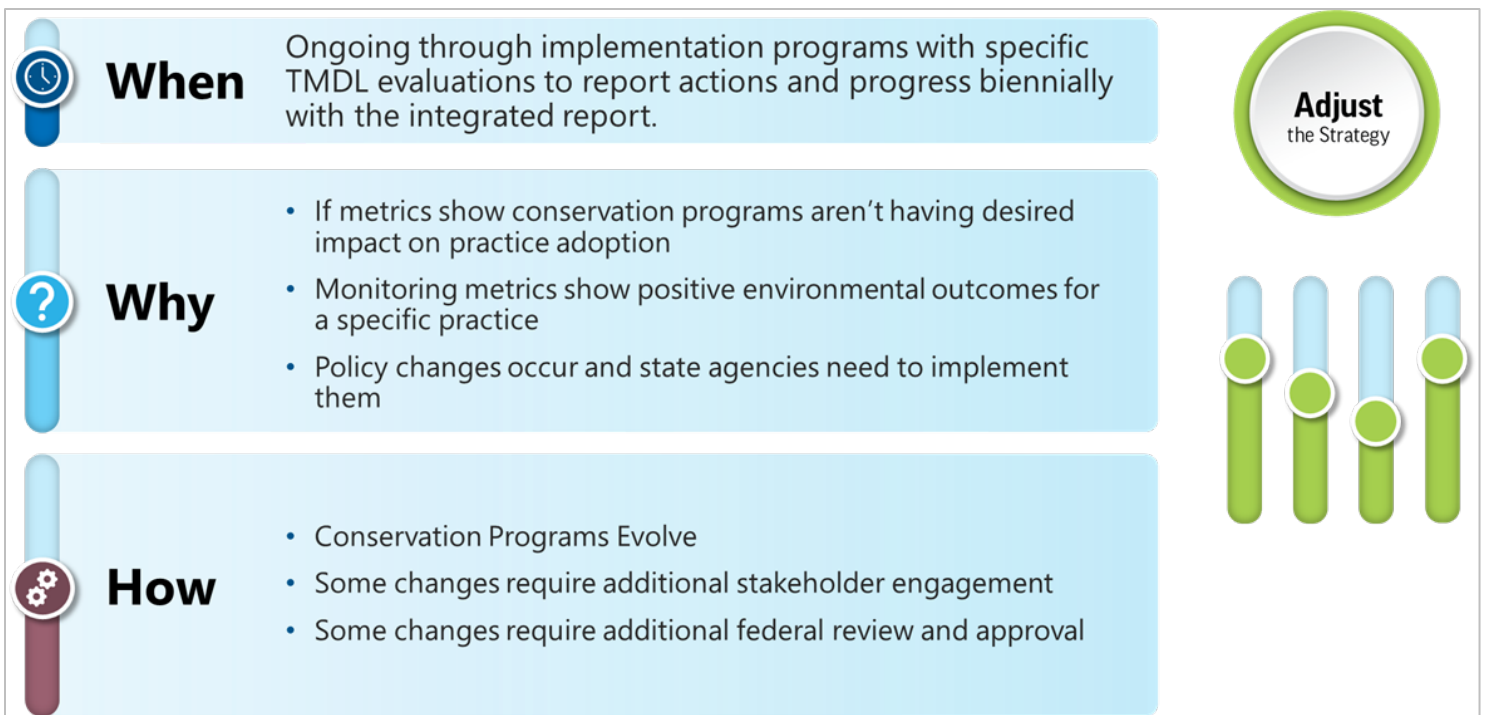 When
Ongoing through implementation programs with specific
TMDL evaluations to report actions and progress biennially
with the integrated report.
Adjust
the Strategy
?
Why
• If metrics show conservation programs aren’t having desired
impact on practice adoption
• Monitoring metrics show positive environmental outcomes for
a specific practice
• Policy changes occur and state agencies need to implement
them
How
• Conservation Programs Evolve
• Some changes require additional stakeholder engagement
• Some changes require additional federal review and approval